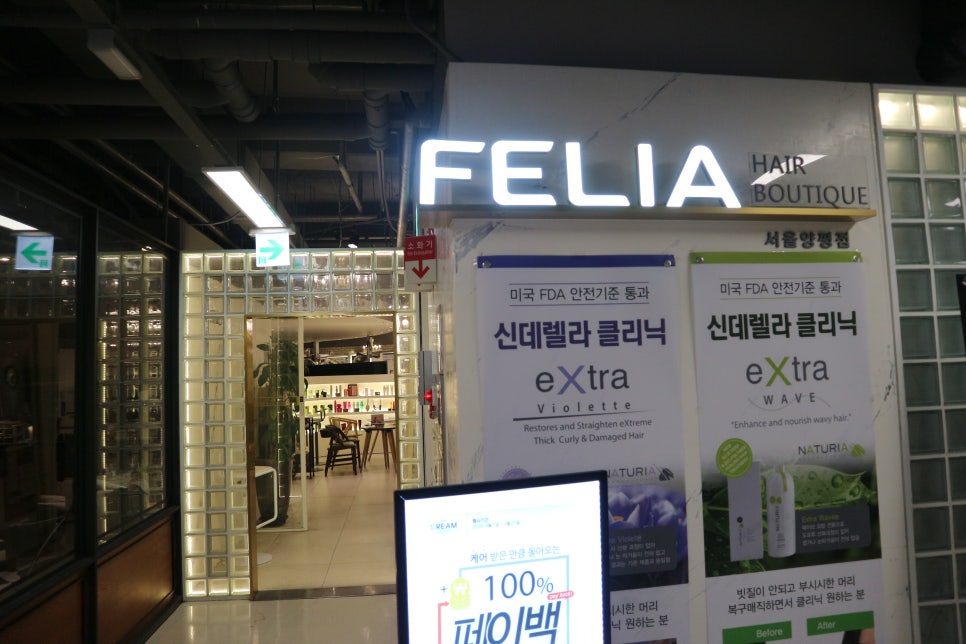 FELIA
HAIR
BOUTIQUE
서울양평점
소화기
미국 FDA 안전기준 통과
신데렐라 클리닉
eXtra
Violette
Restores and Straighten eXtreme
Thick, Curly & Damaged Hair
NATURIA
미국 FDA 안전기준 통과
신데렐라 클리닉
eXtra
WAVE
"Enhance and nourish wavy hair."
NATURIA
빗질이 안되고 부시시한 머리
복구매직하면서 클리닉 원하는 분
Before
After
시시한 머리
닉 원하는 분
DREAM
케어 받은 만큼 돌아오는
+
W
100%
페이백